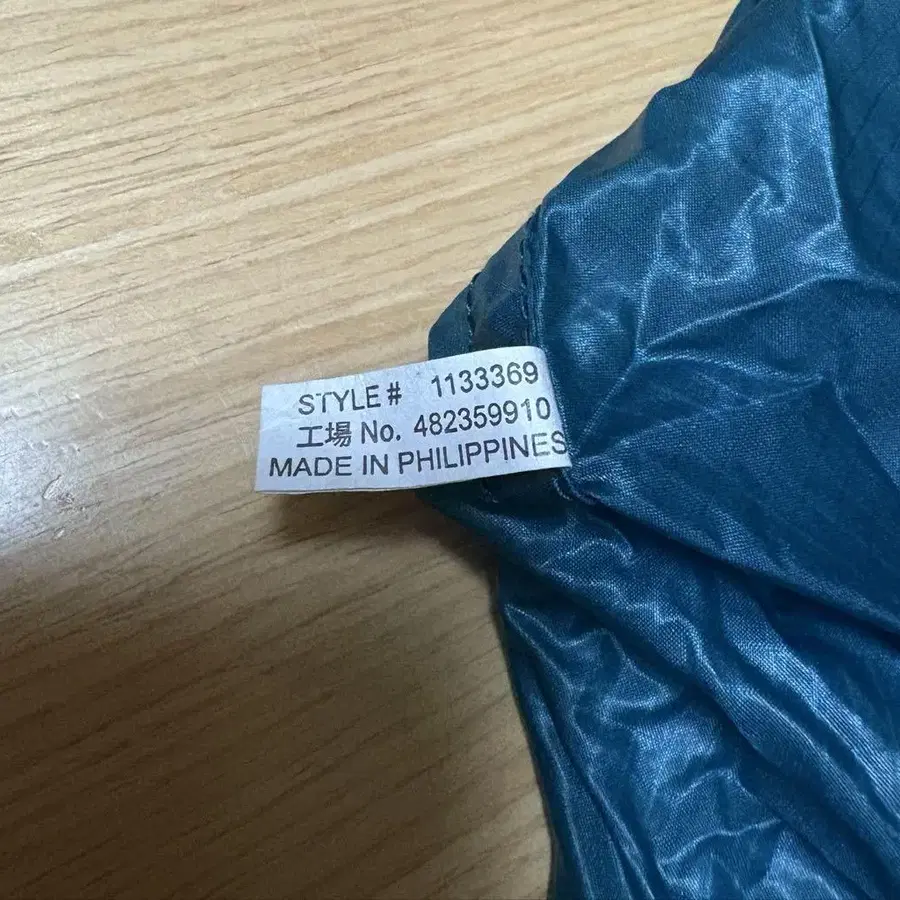 STYLE # 1133369
工場 No. 482359910
MADE IN PHILIPPINES